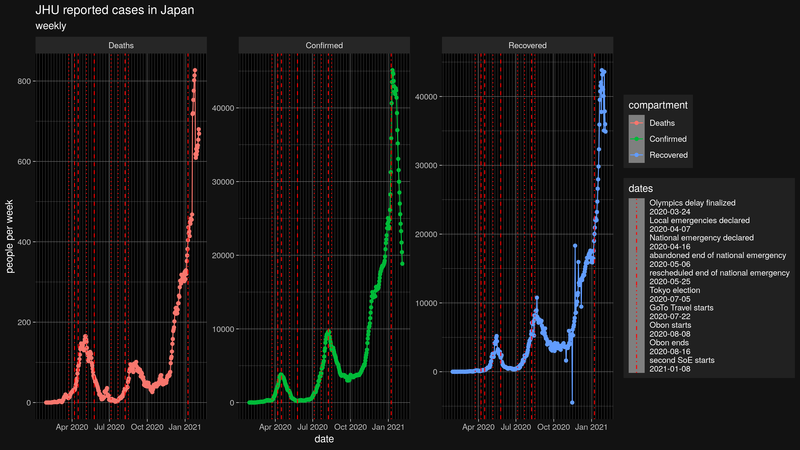 JHU reported cases in Japan
weekly
Deaths
Confirmed
Recovered
people per week
800
600
400
200
0
40000
30000
20000
10000
0
40000
30000
20000
10000
0
Apr 2020 Jul 2020 Oct 2020 Jan 2021
Apr 2020 Jul 2020 Oct 2020 Jan 2021
Apr 2020 Jul 2020 Oct 2020 Jan 2021
date
compartment
Deaths
Confirmed
Recovered
dates
Olympics delay finalized
2020-03-24
Local emergencies declared
2020-04-07
National emergency declared
2020-04-16
abandoned end of national emergency
2020-05-06
rescheduled end of national emergency
2020-05-25
Tokyo election
2020-07-05
GoTo Travel starts
2020-07-22
Obon starts
2020-08-08
Obon ends
2020-08-16
second SoE starts
2021-01-08